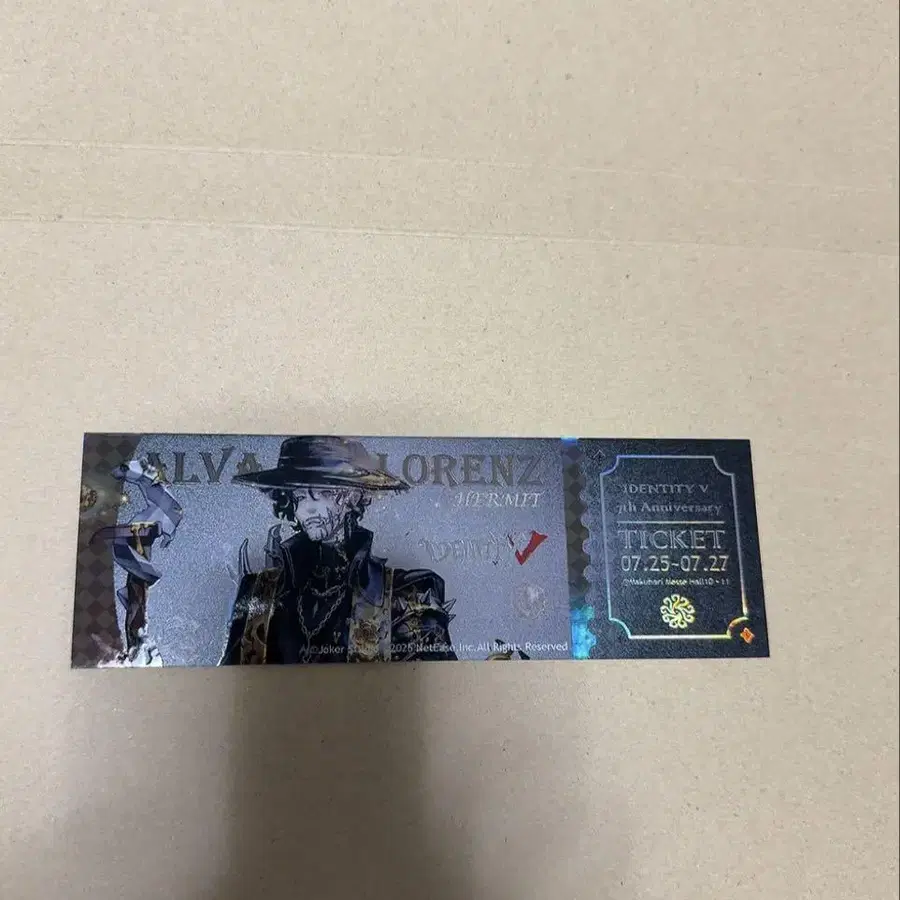 ALVA LORENZ
HERMIT
IDENTITY V
©Joker Studio 2025 NetEase.Inc.All Rights Reserved
IDENTITY V
7th Anniversary
TICKET
07.25-07.27
@Makuhari Messe Hall10・11